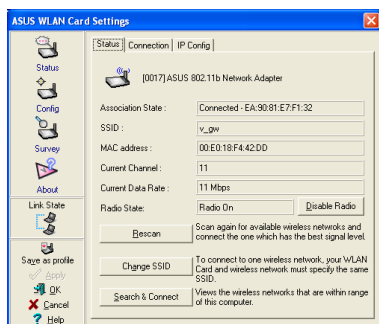 ASUS WLAN Card Settings
Status
Config
Survey
About
Link State
Save as profile
Apply
OK
Cancel
Help
Status Connection IP Config
[0017] ASUS 802.11b Network Adapter
Association State : Connected - EA:90:81:E7:F1:32
SSID : v_gw
MAC address : 00:E0:18:F4:42:DD
Current Channel : 11
Current Data Rate : 11 Mbps
Radio State: Radio On Disable Radio
Rescan
Scan again for available wireless networks and
connect the one which has the best signal level.
Change SSID
To connect to one wireless network, your WLAN
Card and wireless network must specify the same
SSID.
Search & Connect
Views the wireless networks that are within range
of this computer.